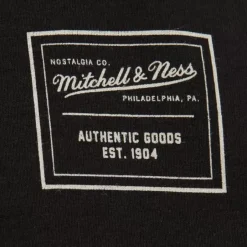 NOSTALGIA CO.
Mitchell & Ness
PHILADELPHIA, PA.
AUTHENTIC GOODS
EST. 1904